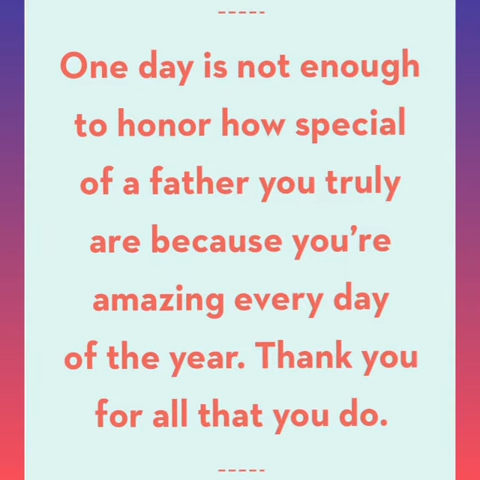 One day is not enough
to honor how special
of a father you truly
are because you’re
amazing every day
of the year. Thank you
for all that you do.